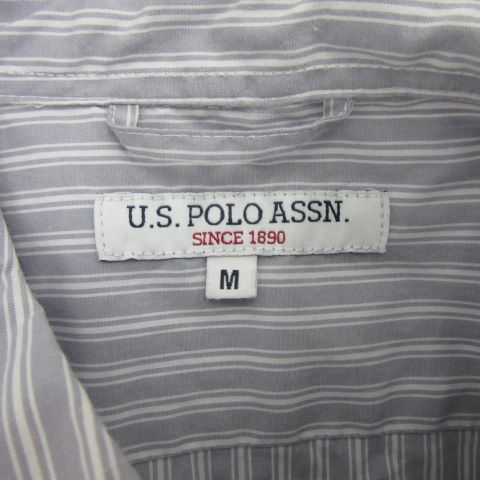 U.S. POLO ASSN.
SINCE 1890
M